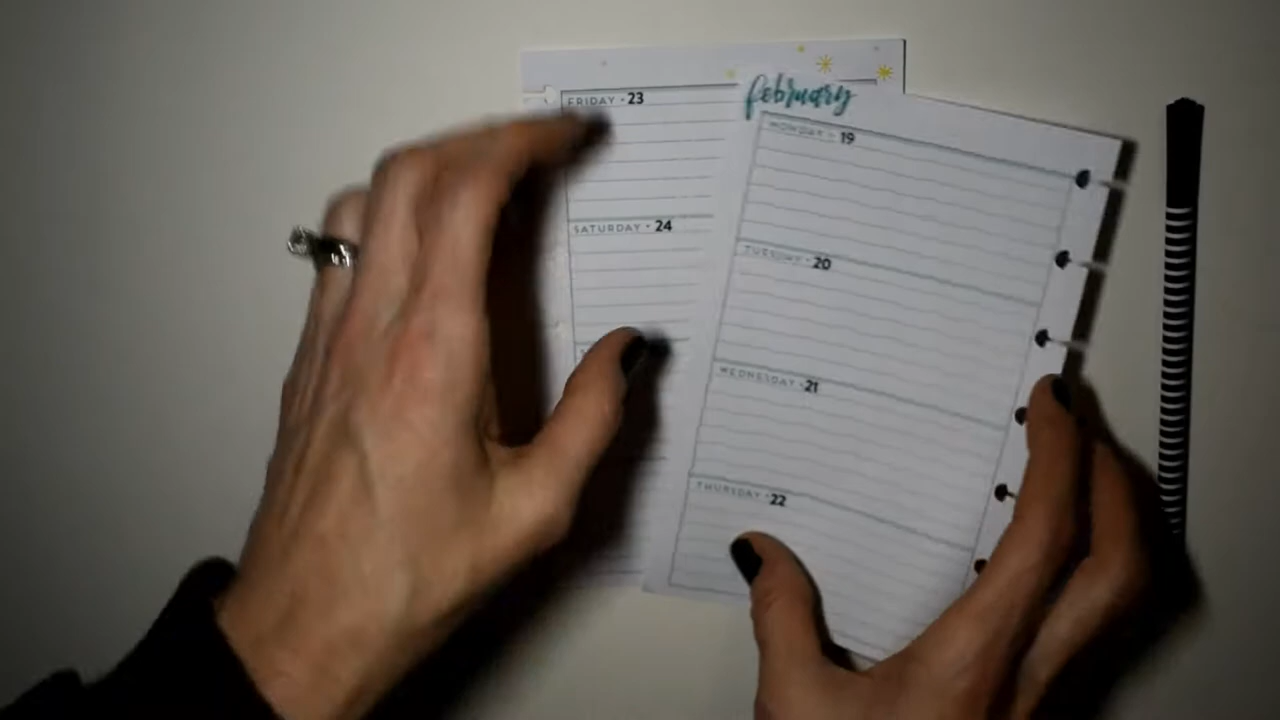 FRIDAY · 23
SATURDAY · 24
february
MONDAY · 19
TUESDAY · 20
WEDNESDAY · 21
THURSDAY · 22